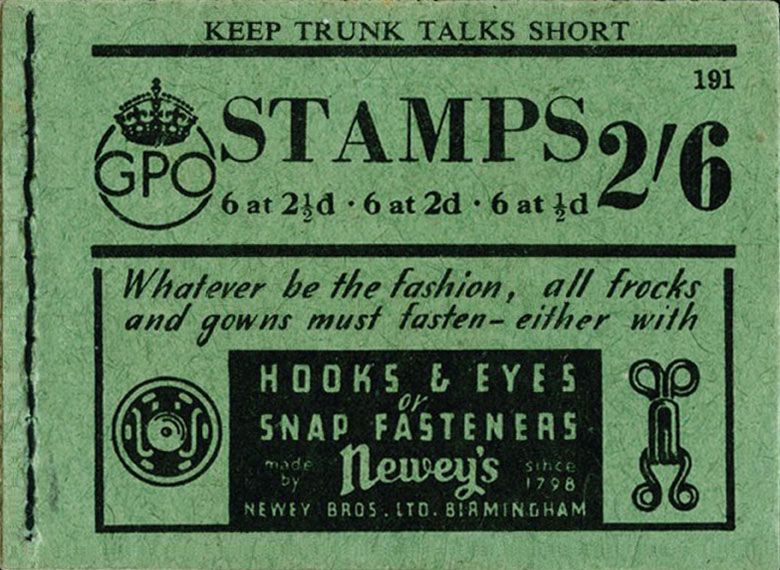 KEEP TRUNK TALKS SHORT
191
GPO
STAMPS 2/6
6 at 2½d · 6 at 2d · 6 at ½d
Whatever be the fashion, all frocks
and gowns must fasten – either with
HOOKS & EYES
or
SNAP FASTENERS
made by Newey's since 1798
NEWEY BROS. LTD. BIRMINGHAM